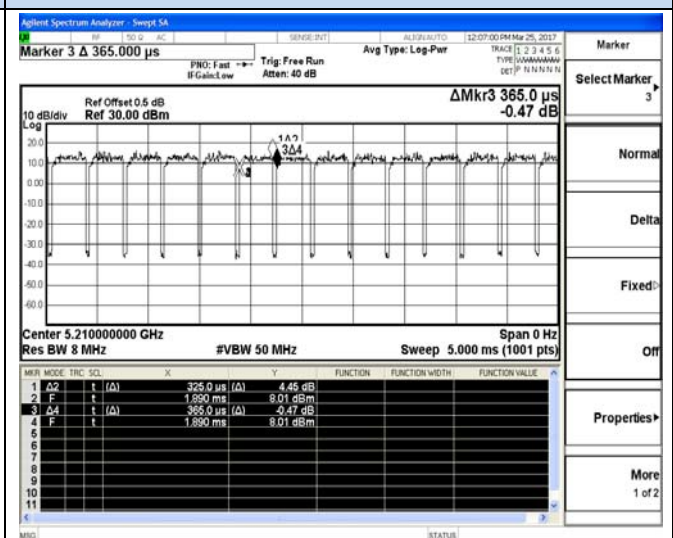 Agilent Spectrum Analyzer - Swept SA
RF 50 Ω AC SENSE:INT ALIGNAUTO 12:07:00 PM Mar 25, 2017
Marker 3 Δ 365.000 µs
PNO: Fast Trig: Free Run Avg Type: Log-Pwr TRACE 1 2 3 4 5 6
IFGain:Low Atten: 40 dB TYPE
DET P N N N N N
Ref Offset 0.5 dB ΔMkr3 365.0 µs
10 dB/div Ref 30.00 dBm -0.47 dB
Log
20.0
10.0
0.00
-10.0
-20.0
-30.0
-40.0
-50.0
-60.0
1Δ2
3Δ4
Center 5.210000000 GHz Span 0 Hz
Res BW 8 MHz #VBW 50 MHz Sweep 5.000 ms (1001 pts)
MKR MODE TRC SCL X Y FUNCTION FUNCTION WIDTH FUNCTION VALUE
1 Δ2 t (Δ) 325.0 µs (Δ) 4.45 dB
2 F t 1.890 ms 8.01 dBm
3 Δ4 t (Δ) 365.0 µs (Δ) -0.47 dB
4 F t 1.890 ms 8.01 dBm
5
6
7
8
9
10
11
MSG STATUS
Marker
Select Marker
3
Normal
Delta
Fixed
Off
Properties
More
1 of 2